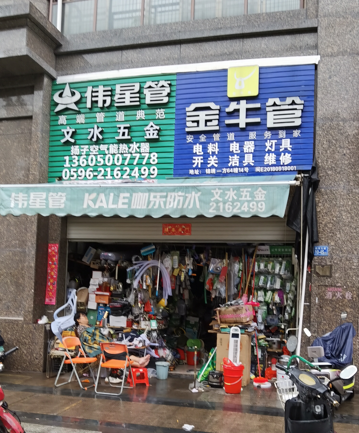 伟星管
高端管道典范
文水五金
扬子空气能热水器
13605007778
0596-2162499
金牛管
安全管道 服务到家
电料 电器 灯具
开关 洁具 维修
伟星管 KALE咖乐防水 文水五金
2162499